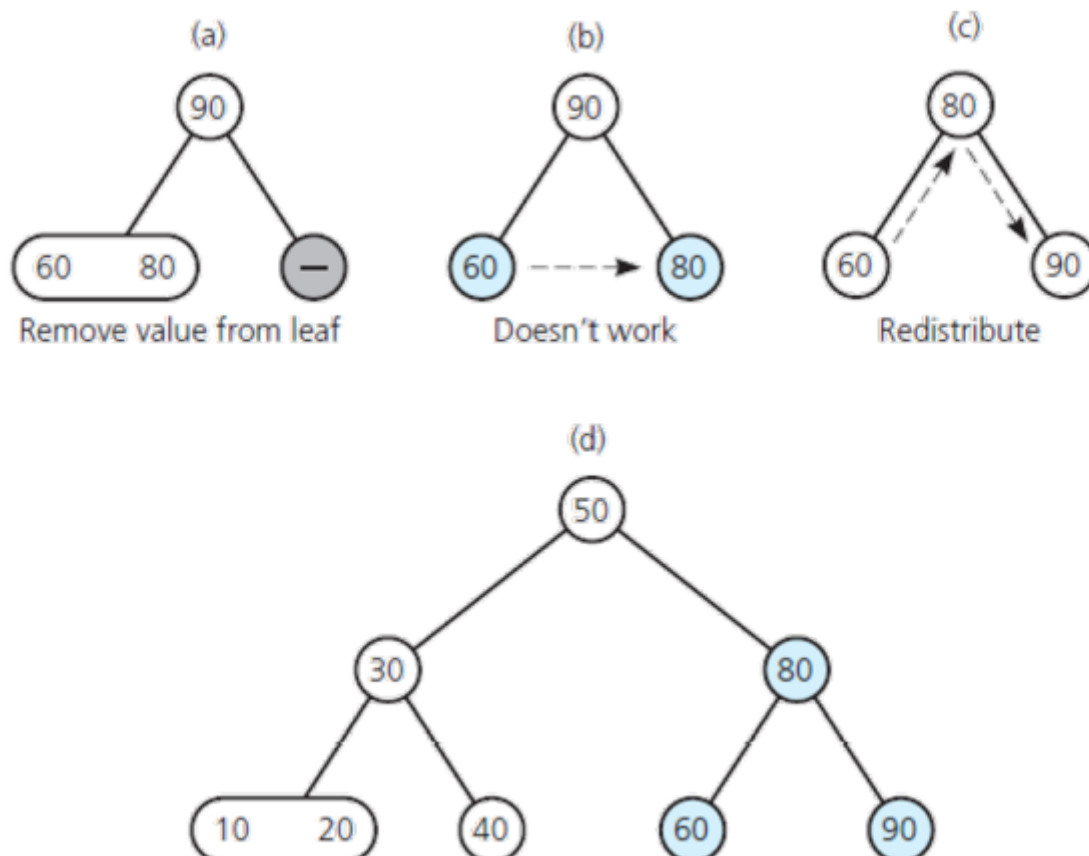 (a) (b) (c)
90 90 80
60 80 – 60 80 60 90
Remove value from leaf Doesn't work Redistribute
(d)
50
30 80
10 20 40 60 90